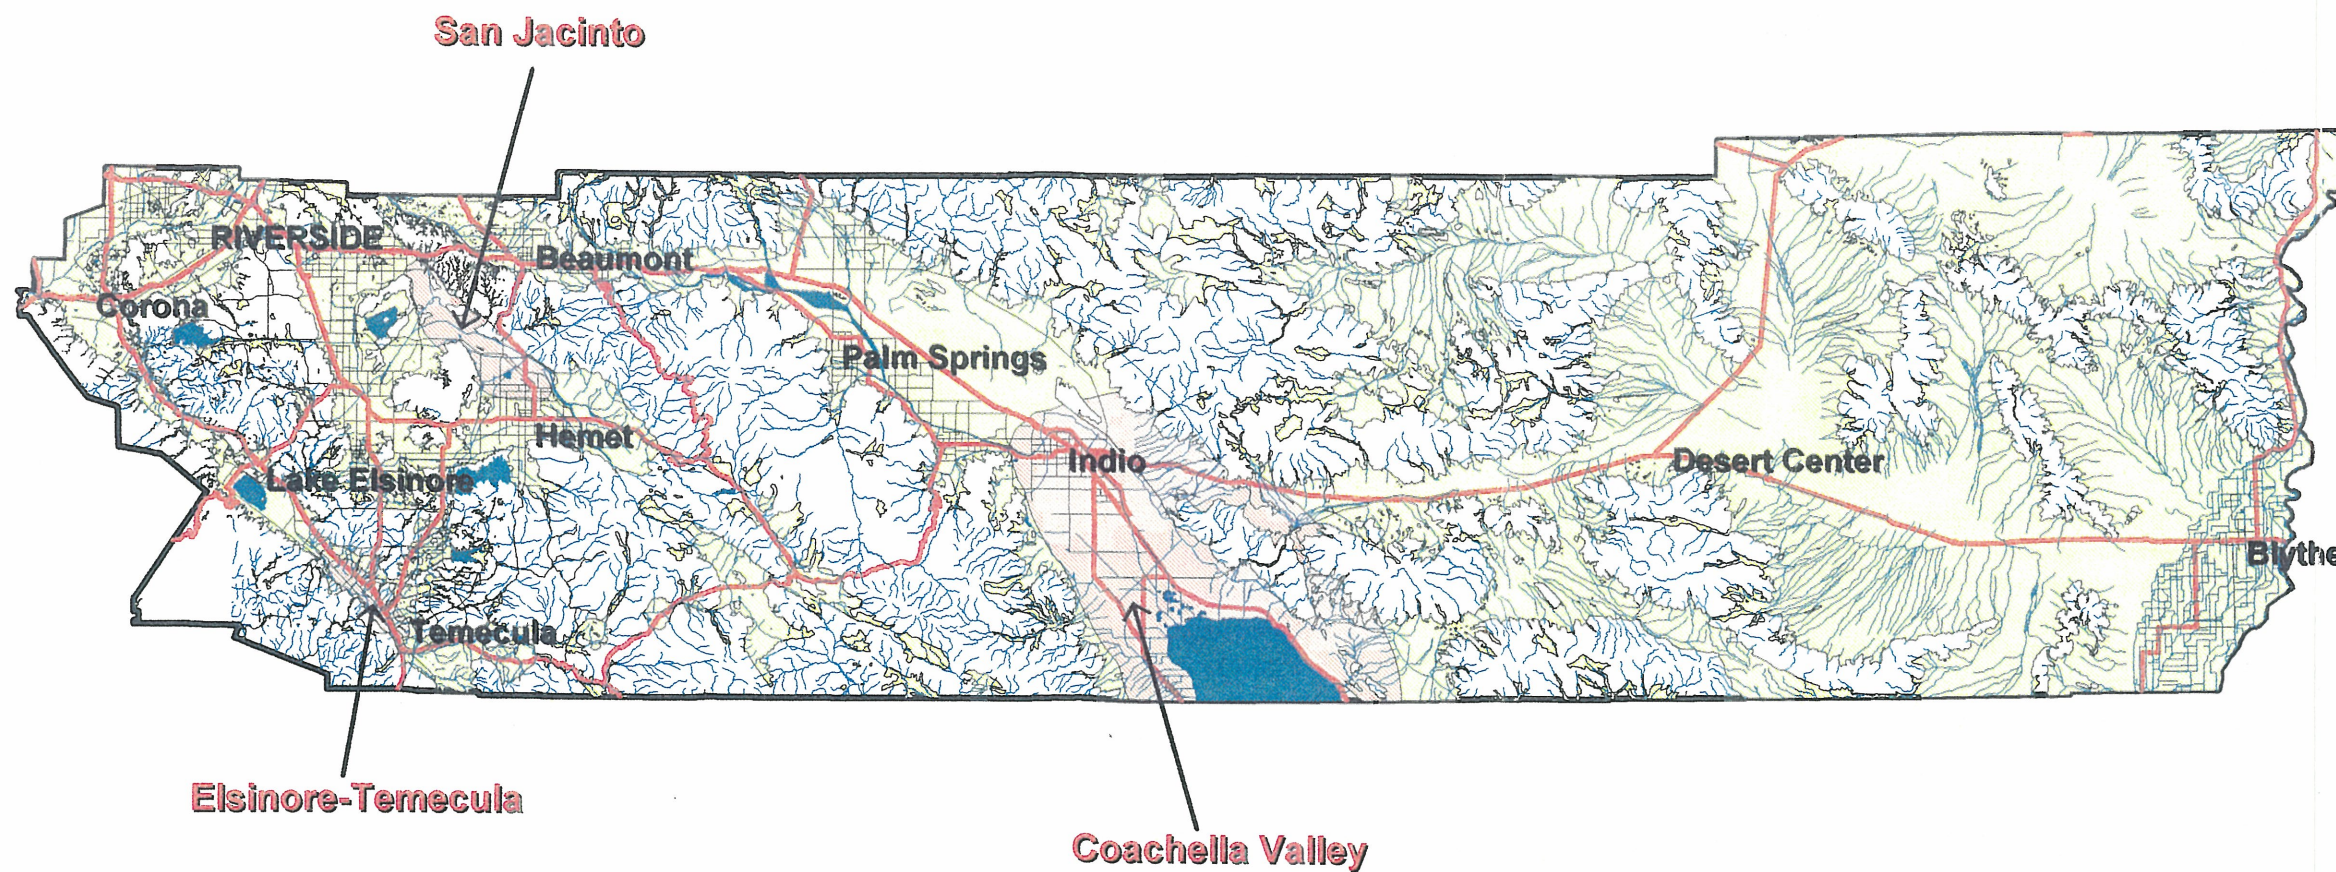 San Jacinto
RIVERSIDE
Beaumont
Corona
Palm Springs
Hemet
Indio
Desert Center
Lake Elsinore
Blythe
Temecula
Elsinore-Temecula
Coachella Valley